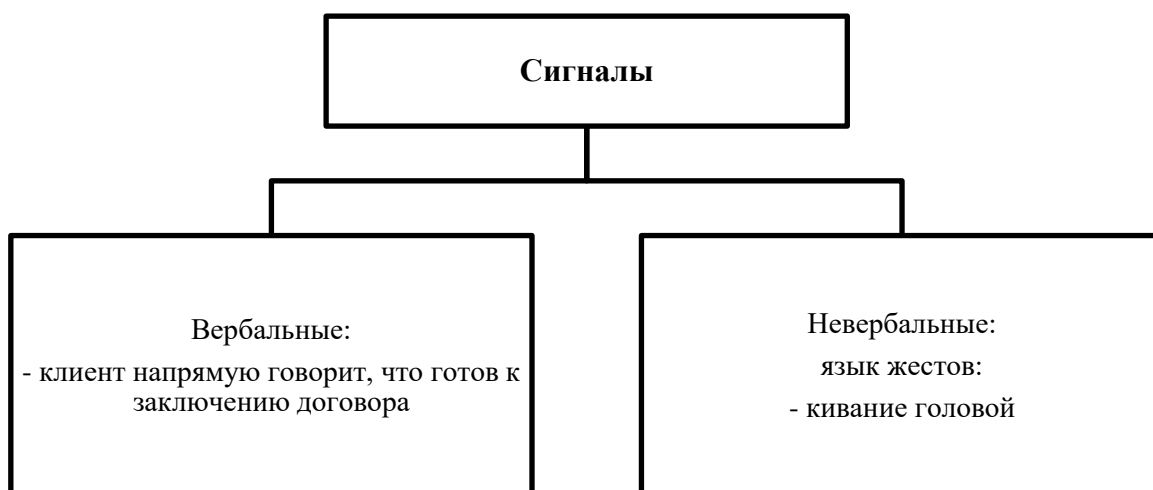 Сигналы
Вербальные:
- клиент напрямую говорит, что готов к
заключению договора
Невербальные:
язык жестов:
- кивание головой